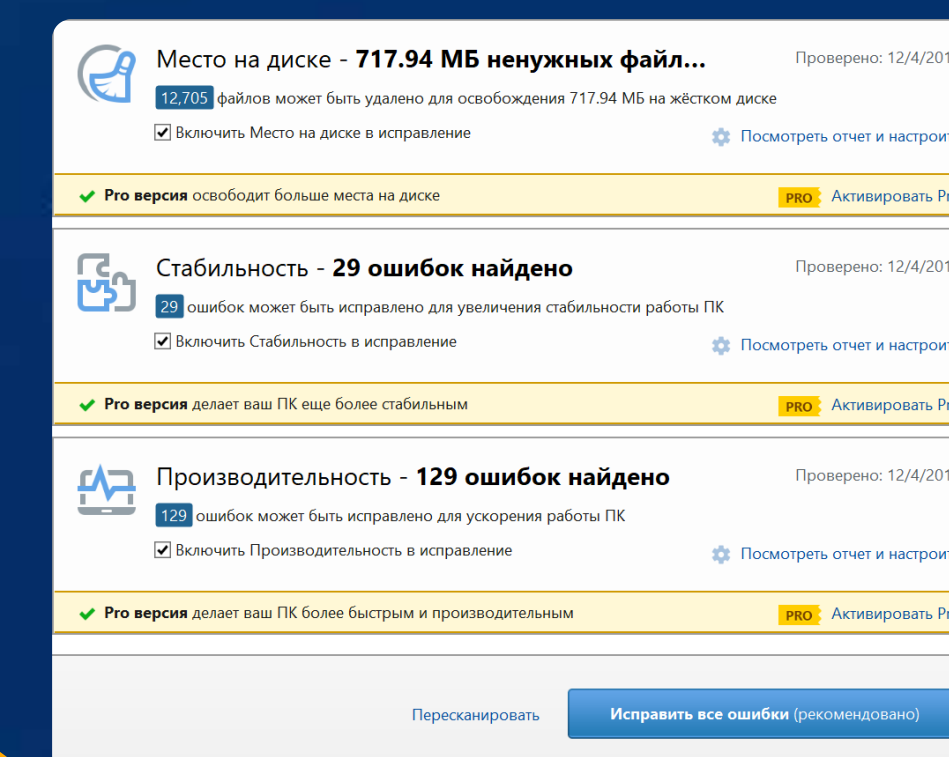 Место на диске - 717.94 МБ ненужных файл...
Проверено: 12/4/201
12,705 файлов может быть удалено для освобождения 717.94 МБ на жёстком диске
Включить Место на диске в исправление
Посмотреть отчет и настроит
Pro версия освободит больше места на диске
PRO Активировать Pr
Стабильность - 29 ошибок найдено
Проверено: 12/4/201
29 ошибок может быть исправлено для увеличения стабильности работы ПК
Включить Стабильность в исправление
Посмотреть отчет и настроит
Pro версия делает ваш ПК еще более стабильным
PRO Активировать Pr
Производительность - 129 ошибок найдено
Проверено: 12/4/201
129 ошибок может быть исправлено для ускорения работы ПК
Включить Производительность в исправление
Посмотреть отчет и настроит
Pro версия делает ваш ПК более быстрым и производительным
PRO Активировать Pr
Пересканировать
Исправить все ошибки (рекомендовано)